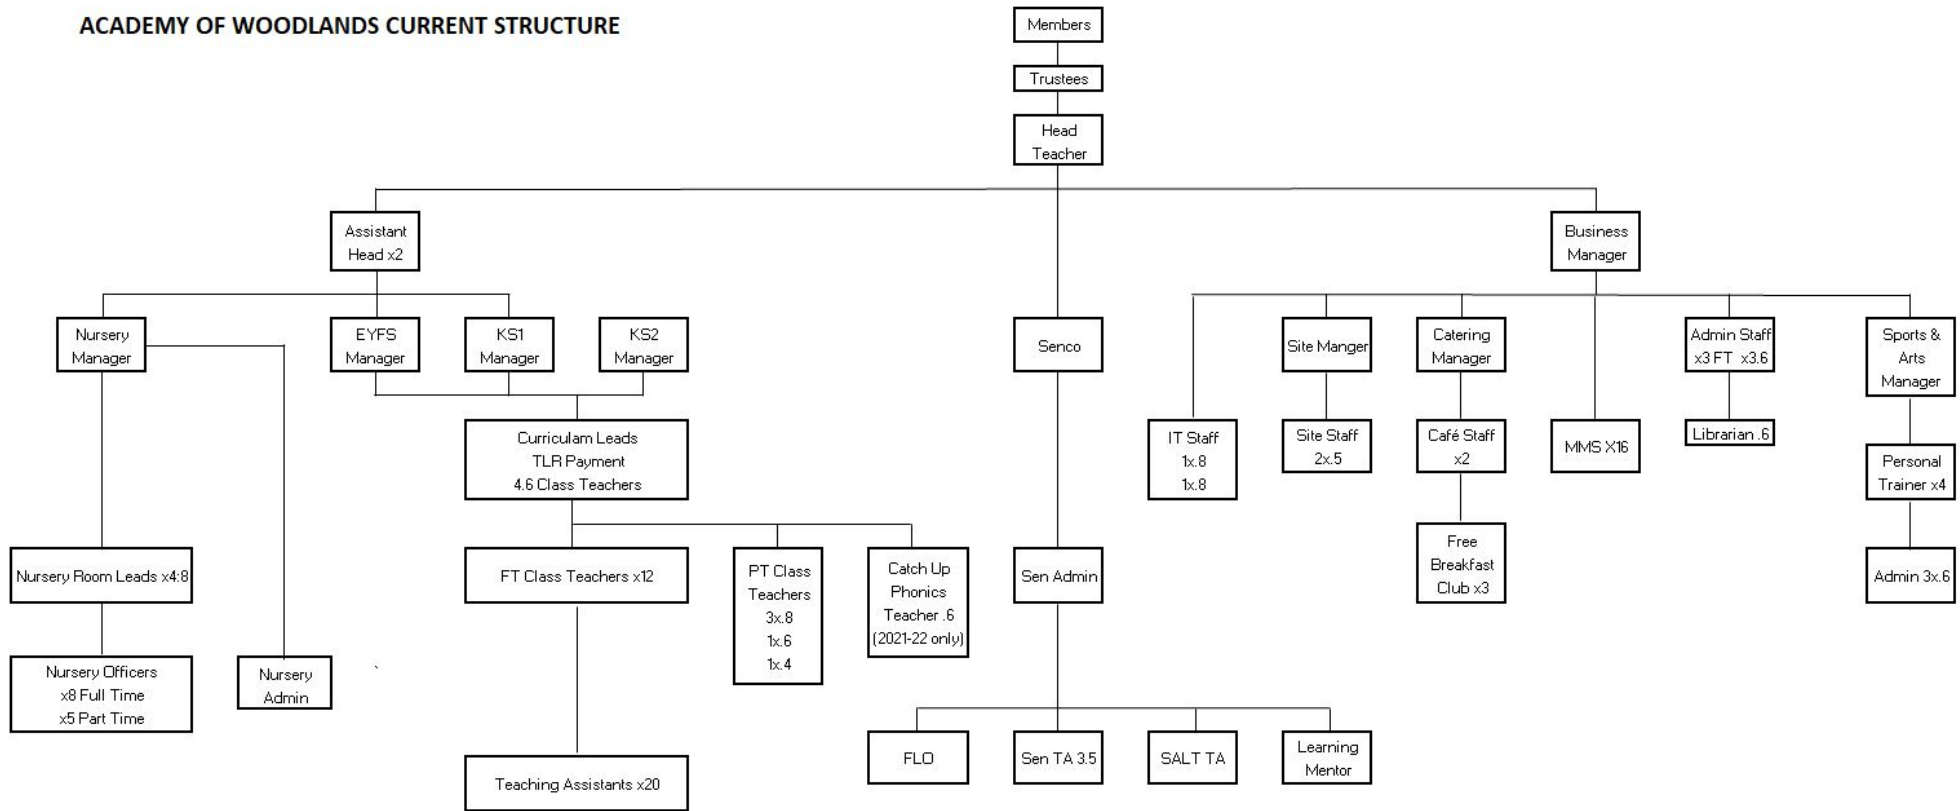 ACADEMY OF WOODLANDS CURRENT STRUCTURE
Members
Trustees
Head
Teacher
Assistant
Head x2
Business
Manager
Nursery
Manager
EYFS
Manager
KS1
Manager
KS2
Manager
Senco
Site Manger
Catering
Manager
Admin Staff
x3 FT x3.6
Sports &
Arts
Manager
Curriculam Leads
TLR Payment
4.6 Class Teachers
IT Staff
1x.8
1x.8
Site Staff
2x.5
Café Staff
x2
MMS X16
Librarian .6
Personal
Trainer x4
Nursery Room Leads x4:8
FT Class Teachers x12
PT Class
Teachers
3x.8
1x.6
1x.4
Catch Up
Phonics
Teacher .6
(2021-22 only)
Sen Admin
Free
Breakfast
Club x3
Admin 3x.6
Nursery Officers
x8 Full Time
x5 Part Time
Nursery
Admin
Teaching Assistants x20
FLO
Sen TA 3.5
SALT TA
Learning
Mentor